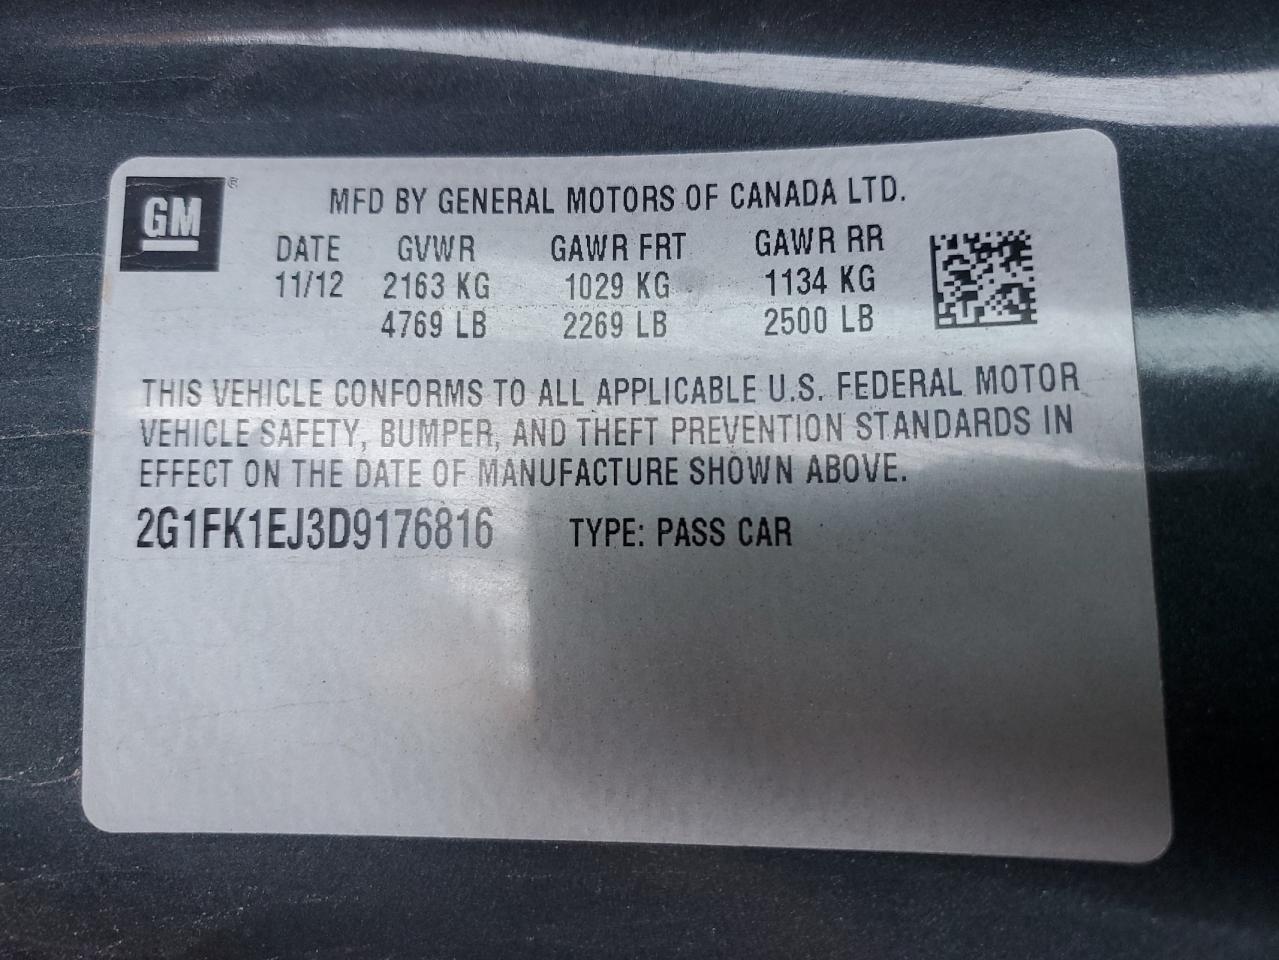 GM ®
MFD BY GENERAL MOTORS OF CANADA LTD.
DATE GVWR GAWR FRT GAWR RR
11/12 2163 KG 1029 KG 1134 KG
4769 LB 2269 LB 2500 LB
THIS VEHICLE CONFORMS TO ALL APPLICABLE U.S. FEDERAL MOTOR
VEHICLE SAFETY, BUMPER, AND THEFT PREVENTION STANDARDS IN
EFFECT ON THE DATE OF MANUFACTURE SHOWN ABOVE.
2G1FK1EJ3D9176816 TYPE: PASS CAR